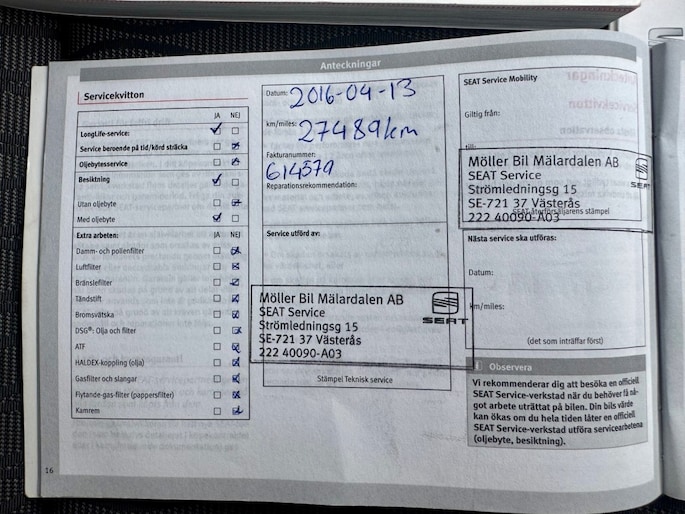 Anteckningar
Servicekvitton
JA NEJ
LongLife-service:
Service beroende på tid/körd sträcka
Oljebytesservice
Besiktning
Utan oljebyte
Med oljebyte
Extra arbeten: JA NEJ
Damm- och pollenfilter
Luftfilter
Bränslefilter
Tändstift
Bromsvätska
DSG®: Olja och filter
ATF
HALDEX-koppling (olja)
Gasfilter och slangar
Flytande-gas-filter (pappersfilter)
Kamrem
16
Datum: 2016-04-13
km/miles: 27489km
Fakturanummer:
614379
Reparationsrekommendation:
Service utförd av:
Möller Bil Mälardalen AB
SEAT Service
Strömledningsg 15
SE-721 37 Västerås
222 40090-A03
SEAT
Stämpel Teknisk service
SEAT Service Mobility
Giltig från:
till:
Möller Bil Mälardalen AB
SEAT Service
Strömledningsg 15
SE-721 37 Västerås
222 40090-A03
SEAT
SEAT-återförsäljarens stämpel
Nästa service ska utföras:
Datum:
km/miles:
(det som inträffar först)
Observera
Vi rekommenderar dig att besöka en officiell
SEAT Service-verkstad när du behöver få nå-
got arbete uträttat på bilen. Din bils värde
kan ökas om du hela tiden låter en officiell
SEAT Service-verkstad utföra servicearbetena
(oljebyte, besiktning).